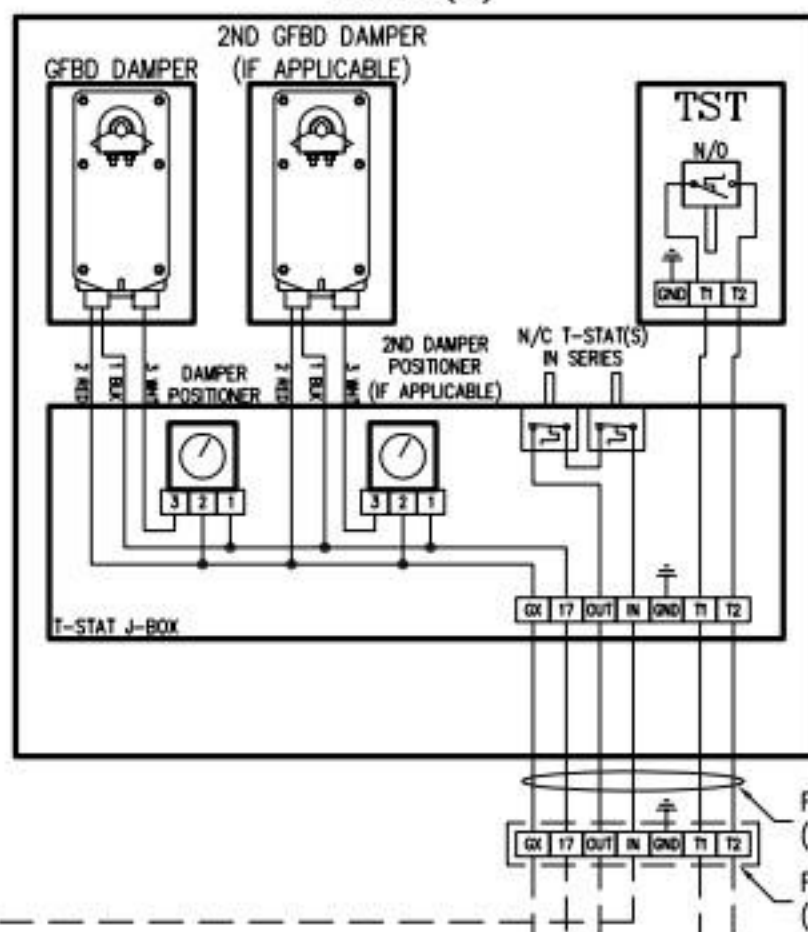 2ND GFBD DAMPER
(IF APPLICABLE)
GFBD DAMPER
TST
N/O
GND T1 T2
2 RED
1 BLK
3 WHT
DAMPER
POSITIONER
2 RED
1 BLK
3 WHT
2ND DAMPER
POSITIONER
(IF APPLICABLE)
N/C T-STAT(S)
IN SERIES
3 2 1
3 2 1
GX 17 OUT IN GND T1 T2
T-STAT J-BOX
GX 17 OUT IN GND T1 T2